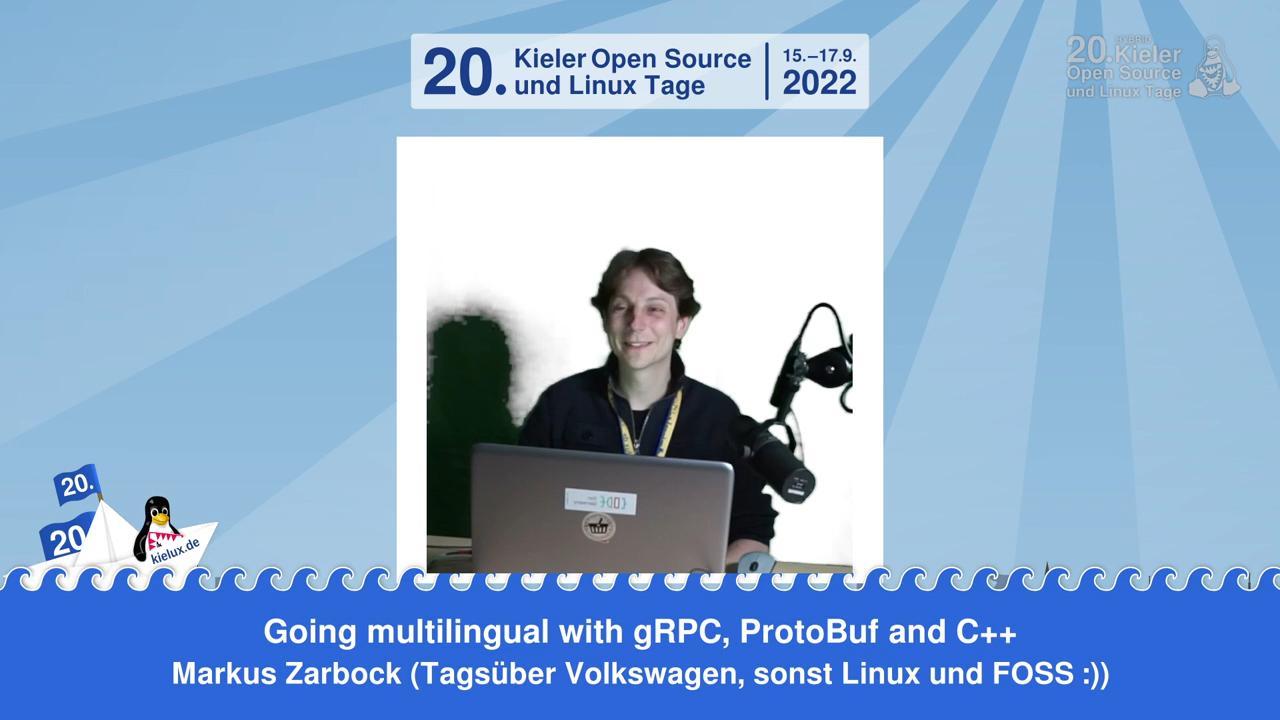 20. Kieler Open Source
und Linux Tage
15.–17.9.
2022
HYBRID
20. Kieler
Open Source
und Linux Tage
20.
20
kielux.de
Going multilingual with gRPC, ProtoBuf and C++
Markus Zarbock (Tagsüber Volkswagen, sonst Linux und FOSS :))